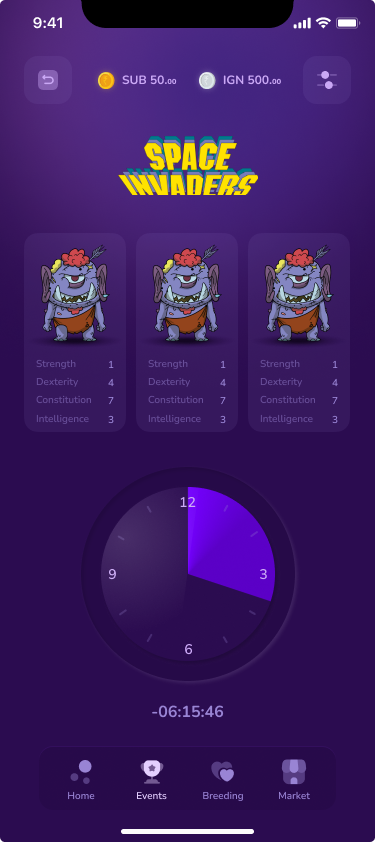 9:41
SUB 50.00
IGN 500.00
SPACE
INVADERS
Strength 1
Dexterity 4
Constitution 7
Intelligence 3
Strength 1
Dexterity 4
Constitution 7
Intelligence 3
Strength 1
Dexterity 4
Constitution 7
Intelligence 3
12
9
3
6
-06:15:46
Home
Events
Breeding
Market